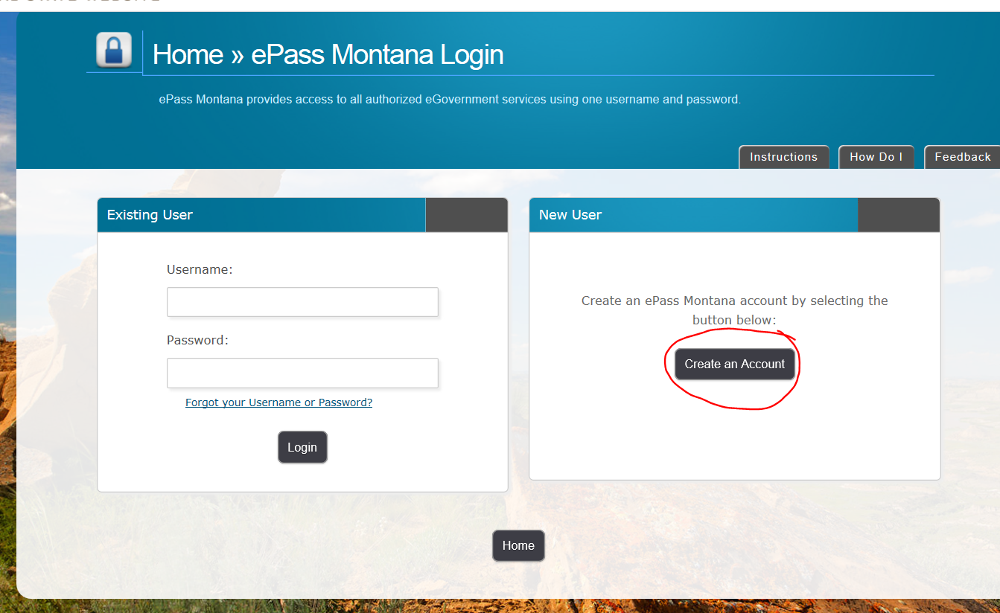 Home » ePass Montana Login
ePass Montana provides access to all authorized eGovernment services using one username and password.
Instructions
How Do I
Feedback
Existing User
Username:
Password:
Forgot your Username or Password?
Login
New User
Create an ePass Montana account by selecting the
button below:
Create an Account
Home